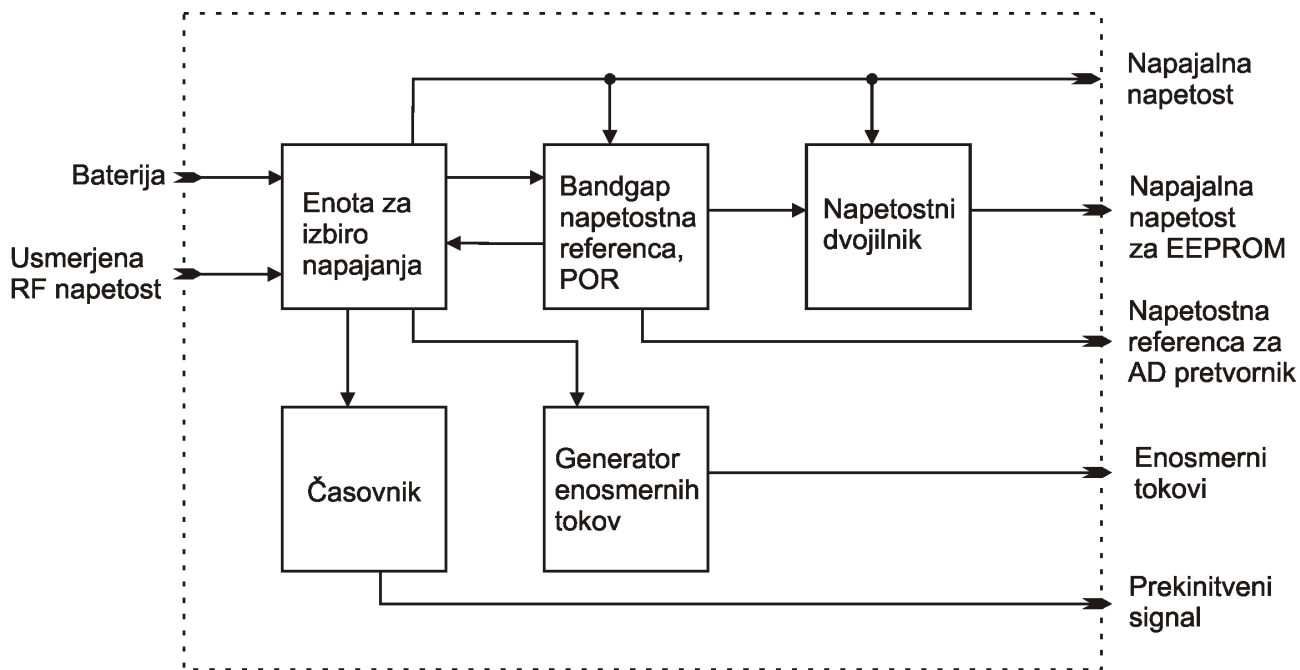 Napajalna
napetost
Baterija
Usmerjena
RF napetost
Enota za
izbiro
napajanja
Bandgap
napetostna
referenca,
POR
Napetostni
dvojilnik
Napajalna
napetost
za EEPROM
Napetostna
referenca za
AD pretvornik
Časovnik
Generator
enosmernih
tokov
Enosmerni
tokovi
Prekinitveni
signal